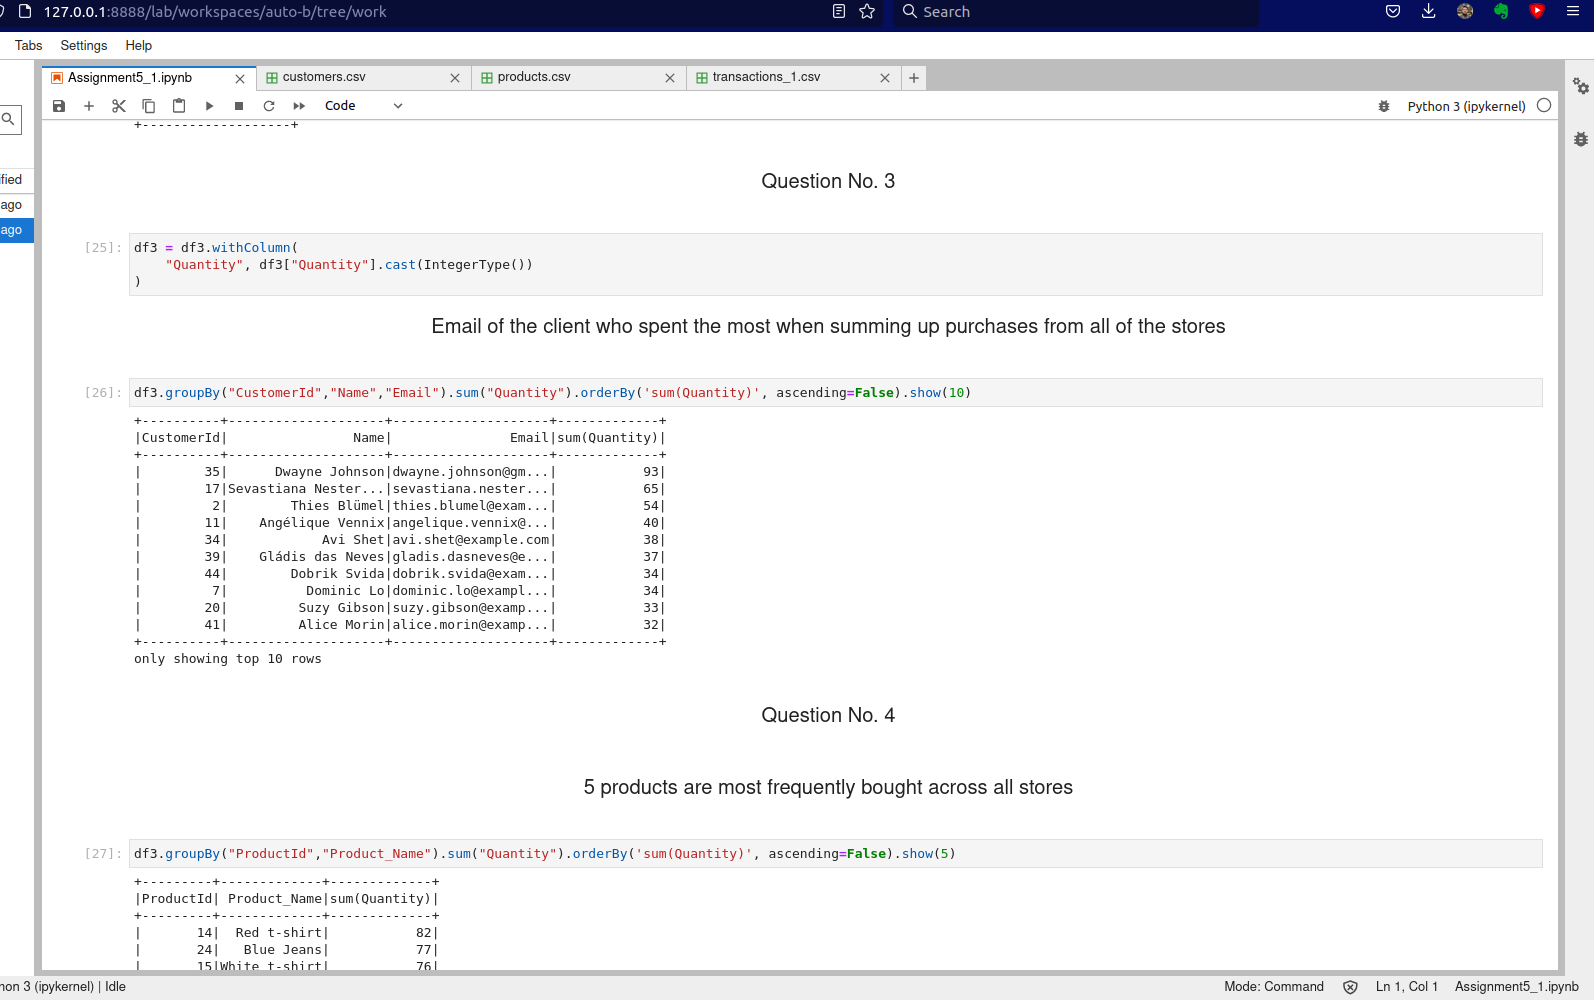 127.0.0.1:8888/lab/workspaces/auto-b/tree/work
Search
Tabs Settings Help
Assignment5_1.ipynb
customers.csv
products.csv
transactions_1.csv
Code
Python 3 (ipykernel)
+-------------------+
ified
ago
ago
Question No. 3
[25]:
df3 = df3.withColumn(
    "Quantity", df3["Quantity"].cast(IntegerType())
)
Email of the client who spent the most when summing up purchases from all of the stores
[26]:
df3.groupBy("CustomerId","Name","Email").sum("Quantity").orderBy('sum(Quantity)', ascending=False).show(10)
+----------+--------------------+--------------------+-------------+
|CustomerId|                Name|               Email|sum(Quantity)|
+----------+--------------------+--------------------+-------------+
|        35|      Dwayne Johnson|dwayne.johnson@gm...|           93|
|        17|Sevastiana Nester...|sevastiana.nester...|           65|
|         2|        Thies Blümel|thies.blumel@exam...|           54|
|        11|    Angélique Vennix|angelique.vennix@...|           40|
|        34|            Avi Shet|avi.shet@example.com|           38|
|        39|    Gládis das Neves|gladis.dasneves@e...|           37|
|        44|        Dobrik Svida|dobrik.svida@exam...|           34|
|         7|          Dominic Lo|dominic.lo@exampl...|           34|
|        20|         Suzy Gibson|suzy.gibson@examp...|           33|
|        41|         Alice Morin|alice.morin@examp...|           32|
+----------+--------------------+--------------------+-------------+
only showing top 10 rows
Question No. 4
5 products are most frequently bought across all stores
[27]:
df3.groupBy("ProductId","Product_Name").sum("Quantity").orderBy('sum(Quantity)', ascending=False).show(5)
+---------+-------------+-------------+
|ProductId| Product_Name|sum(Quantity)|
+---------+-------------+-------------+
|       14|  Red t-shirt|           82|
|       24|   Blue Jeans|           77|
|       15|White t-shirt|           76|
hon 3 (ipykernel) | Idle
Mode: Command
Ln 1, Col 1
Assignment5_1.ipynb